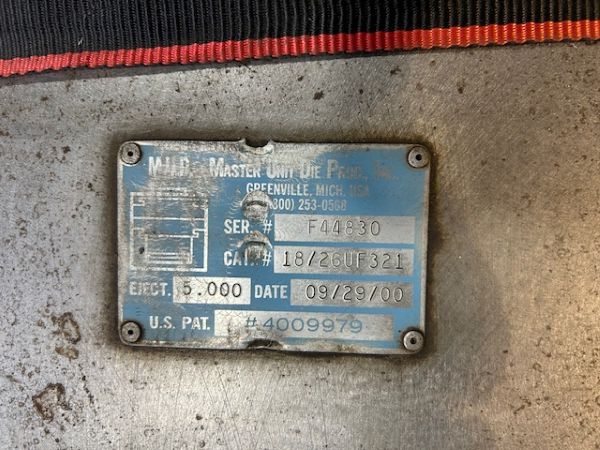 MASTER UNIT DIE PROD., INC.
GREENVILLE, MICH. USA
(800) 253-0568
SER. # F44830
CAT. # 18/26UF321
EJECT. 5.000 DATE 09/29/00
U.S. PAT. #4009979